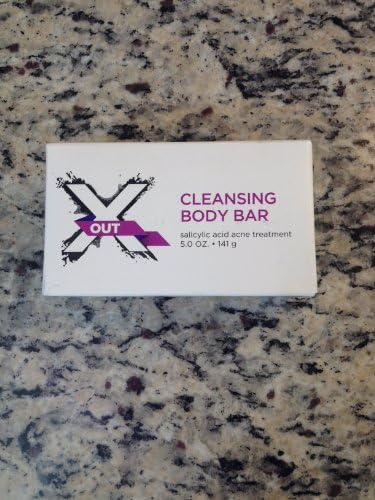 X
OUT
CLEANSING
BODY BAR
salicylic acid acne treatment
5.0 OZ. • 141 g